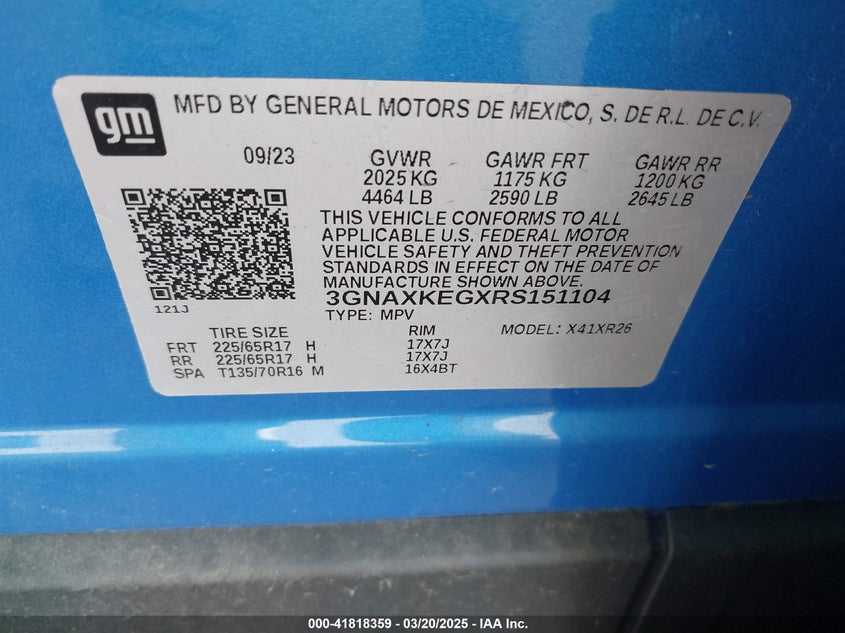 gm
MFD BY GENERAL MOTORS DE MEXICO, S. DE R.L. DE C.V.
09/23 GVWR GAWR FRT GAWR RR
2025 KG 1175 KG 1200 KG
4464 LB 2590 LB 2645 LB
THIS VEHICLE CONFORMS TO ALL
APPLICABLE U.S. FEDERAL MOTOR
VEHICLE SAFETY AND THEFT PREVENTION
STANDARDS IN EFFECT ON THE DATE OF
MANUFACTURE SHOWN ABOVE.
3GNAXKEGXRS151104
121J
TYPE: MPV MODEL: X41XR26
TIRE SIZE RIM
FRT 225/65R17 H 17X7J
RR 225/65R17 H 17X7J
SPA T135/70R16 M 16X4BT
000-41818359 - 03/20/2025 - IAA Inc.